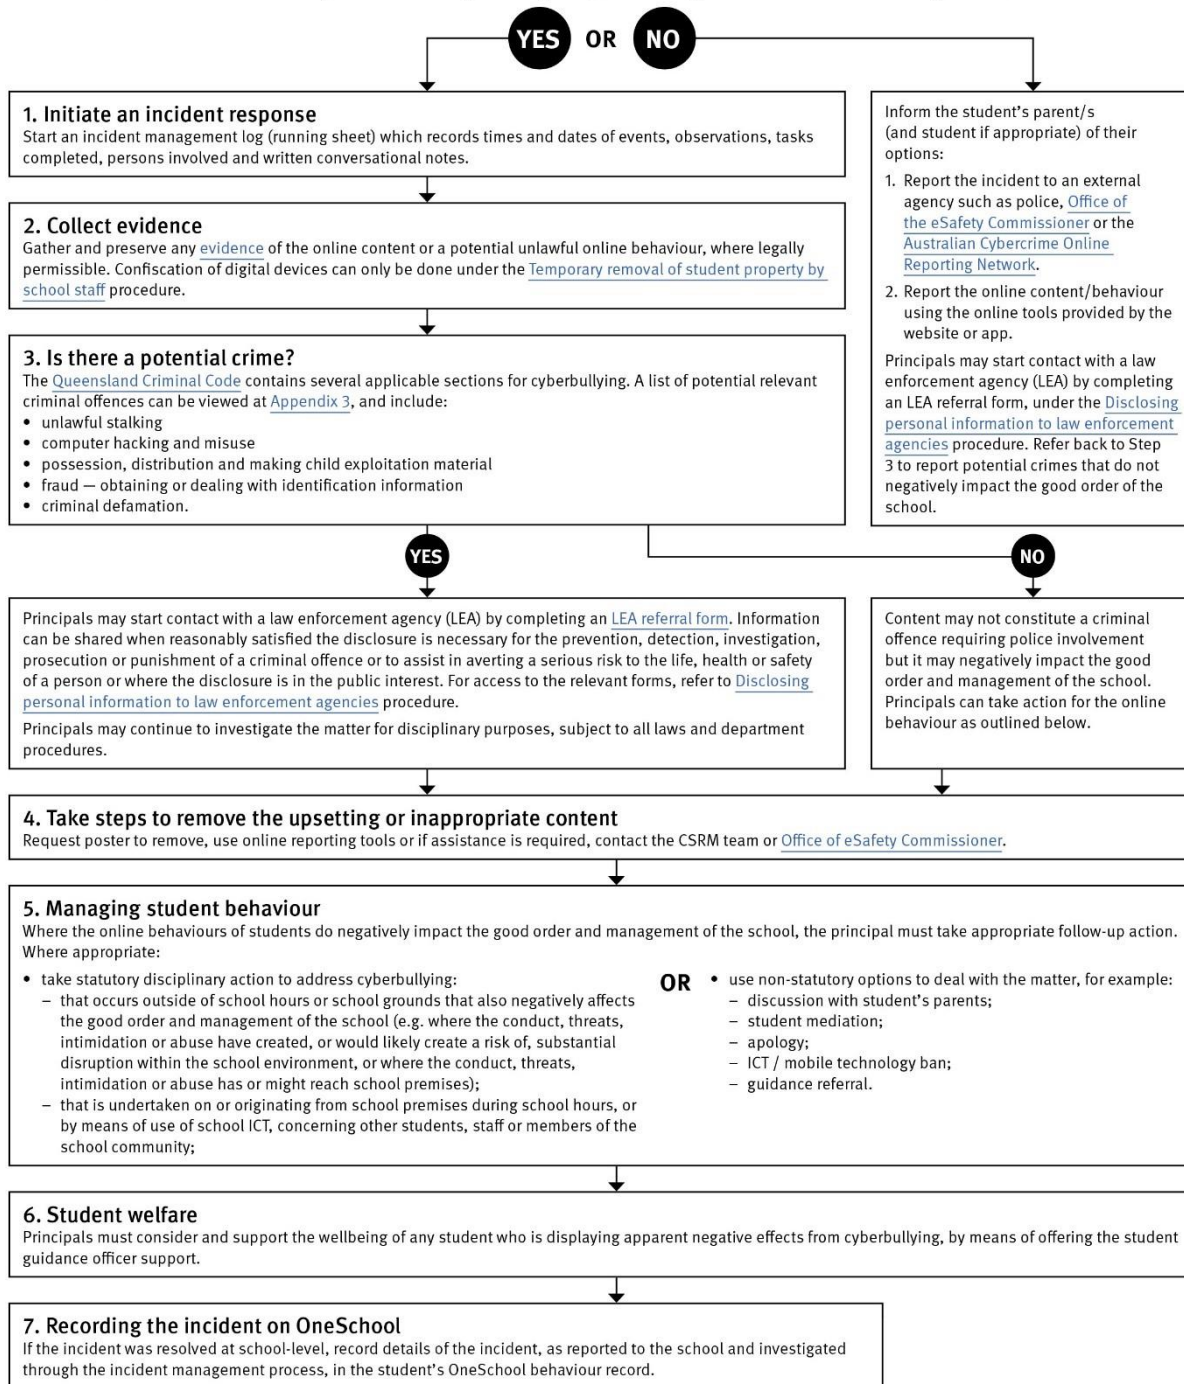 YES OR NO
1. Initiate an incident response
Start an incident management log (running sheet) which records times and dates of events, observations, tasks
completed, persons involved and written conversational notes.
2. Collect evidence
Gather and preserve any evidence of the online content or a potential unlawful online behaviour, where legally
permissible. Confiscation of digital devices can only be done under the Temporary removal of student property by
school staff procedure.
3. Is there a potential crime?
The Queensland Criminal Code contains several applicable sections for cyberbullying. A list of potential relevant
criminal offences can be viewed at Appendix 3, and include:
• unlawful stalking
• computer hacking and misuse
• possession, distribution and making child exploitation material
• fraud — obtaining or dealing with identification information
• criminal defamation.
Inform the student's parent/s
(and student if appropriate) of their
options:
1. Report the incident to an external
agency such as police, Office of
the eSafety Commissioner or the
Australian Cybercrime Online
Reporting Network.
2. Report the online content/behaviour
using the online tools provided by the
website or app.
Principals may start contact with a law
enforcement agency (LEA) by completing
an LEA referral form, under the Disclosing
personal information to law enforcement
agencies procedure. Refer back to Step
3 to report potential crimes that do not
negatively impact the good order of the
school.
YES
NO
Principals may start contact with a law enforcement agency (LEA) by completing an LEA referral form. Information
can be shared when reasonably satisfied the disclosure is necessary for the prevention, detection, investigation,
prosecution or punishment of a criminal offence or to assist in averting a serious risk to the life, health or safety
of a person or where the disclosure is in the public interest. For access to the relevant forms, refer to Disclosing
personal information to law enforcement agencies procedure.
Principals may continue to investigate the matter for disciplinary purposes, subject to all laws and department
procedures.
Content may not constitute a criminal
offence requiring police involvement
but it may negatively impact the good
order and management of the school.
Principals can take action for the online
behaviour as outlined below.
4. Take steps to remove the upsetting or inappropriate content
Request poster to remove, use online reporting tools or if assistance is required, contact the CSRM team or Office of eSafety Commissioner.
5. Managing student behaviour
Where the online behaviours of students do negatively impact the good order and management of the school, the principal must take appropriate follow-up action.
Where appropriate:
• take statutory disciplinary action to address cyberbullying:
– that occurs outside of school hours or school grounds that also negatively affects
the good order and management of the school (e.g. where the conduct, threats,
intimidation or abuse have created, or would likely create a risk of, substantial
disruption within the school environment, or where the conduct, threats,
intimidation or abuse has or might reach school premises);
– that is undertaken on or originating from school premises during school hours, or
by means of use of school ICT, concerning other students, staff or members of the
school community;
OR
• use non-statutory options to deal with the matter, for example:
– discussion with student's parents;
– student mediation;
– apology;
– ICT / mobile technology ban;
– guidance referral.
6. Student welfare
Principals must consider and support the wellbeing of any student who is displaying apparent negative effects from cyberbullying, by means of offering the student
guidance officer support.
7. Recording the incident on OneSchool
If the incident was resolved at school-level, record details of the incident, as reported to the school and investigated
through the incident management process, in the student's OneSchool behaviour record.